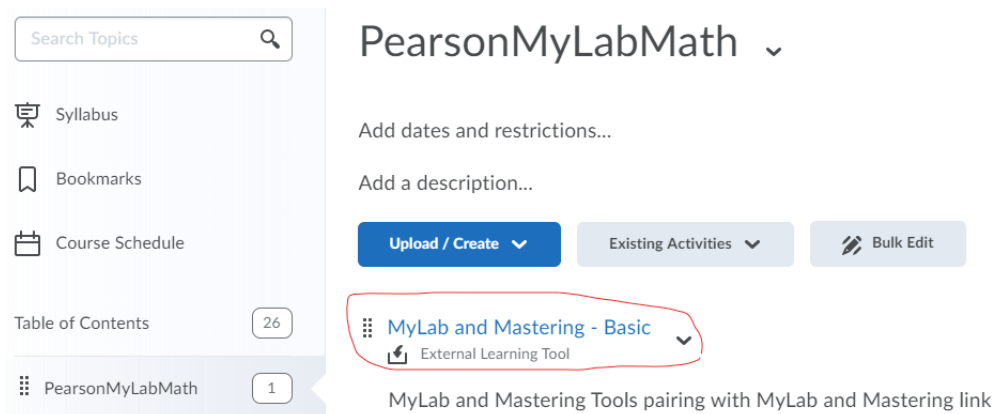 Search Topics
Syllabus
Bookmarks
Course Schedule
Table of Contents 26
PearsonMyLabMath 1
PearsonMyLabMath
Add dates and restrictions...
Add a description...
Upload / Create Existing Activities Bulk Edit
MyLab and Mastering - Basic
External Learning Tool
MyLab and Mastering Tools pairing with MyLab and Mastering link